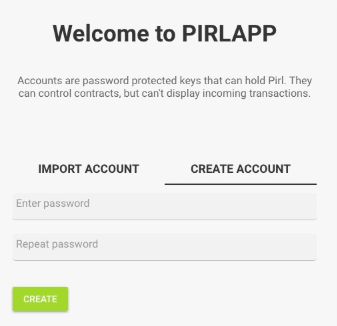 Welcome to PIRLAPP
Accounts are password protected keys that can hold Pirl. They
can control contracts, but can't display incoming transactions.
IMPORT ACCOUNT CREATE ACCOUNT
Enter password
Repeat password
CREATE